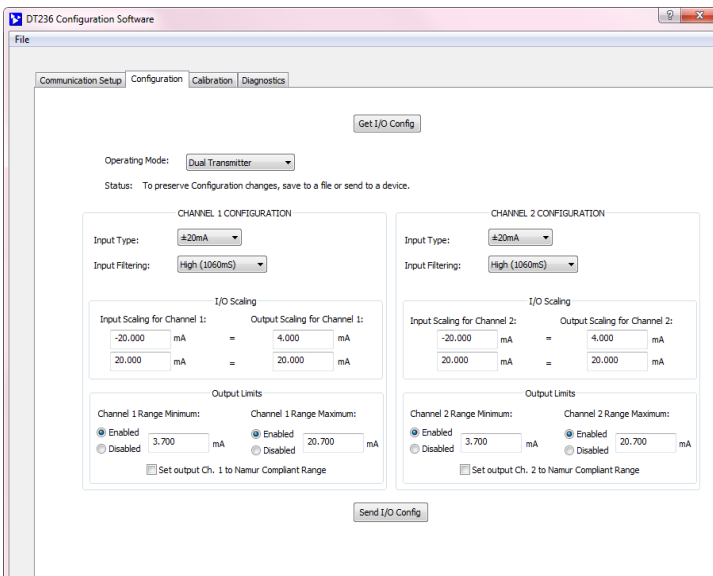 DT236 Configuration Software
File
Communication Setup Configuration Calibration Diagnostics
Get I/O Config
Operating Mode: Dual Transmitter
Status: To preserve Configuration changes, save to a file or send to a device.
CHANNEL 1 CONFIGURATION
Input Type: ±20mA
Input Filtering: High (1060mS)
I/O Scaling
Input Scaling for Channel 1: Output Scaling for Channel 1:
-20.000 mA = 4.000 mA
20.000 mA = 20.000 mA
Output Limits
Channel 1 Range Minimum: Channel 1 Range Maximum:
Enabled
Disabled
3.700 mA
Enabled
Disabled
20.700 mA
Set output Ch. 1 to Namur Compliant Range
CHANNEL 2 CONFIGURATION
Input Type: ±20mA
Input Filtering: High (1060mS)
I/O Scaling
Input Scaling for Channel 2: Output Scaling for Channel 2:
-20.000 mA = 4.000 mA
20.000 mA = 20.000 mA
Output Limits
Channel 2 Range Minimum: Channel 2 Range Maximum:
Enabled
Disabled
3.700 mA
Enabled
Disabled
20.700 mA
Set output Ch. 2 to Namur Compliant Range
Send I/O Config